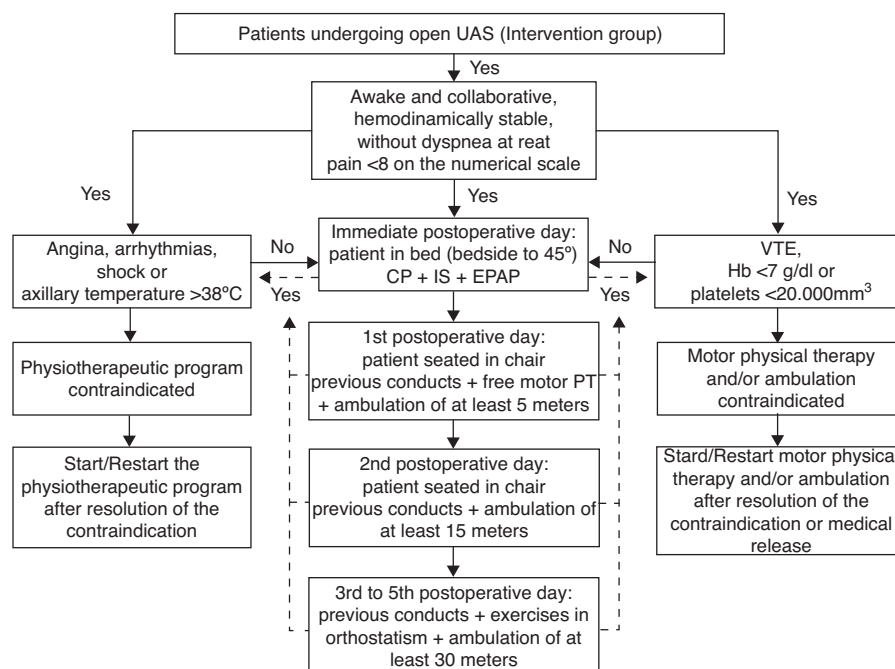 Patients undergoing open UAS (Intervention group)
Yes
Awake and collaborative,
hemodinamically stable,
without dyspnea at reat
pain <8 on the numerical scale
Yes
Yes
Yes
Angina, arrhythmias,
shock or
axillary temperature >38°C
No
Yes
Immediate postoperative day:
patient in bed (bedside to 45º)
CP + IS + EPAP
No
Yes
VTE,
Hb <7 g/dl or
platelets <20.000mm³
Physiotherapeutic program
contraindicated
1st postoperative day:
patient seated in chair
previous conducts + free motor PT
+ ambulation of at least 5 meters
Motor physical therapy
and/or ambulation
contraindicated
Start/Restart the
physiotherapeutic program
after resolution of the
contraindication
2nd postoperative day:
patient seated in chair
previous conducts + ambulation of
at least 15 meters
Stard/Restart motor physical
therapy and/or ambulation
after resolution of the
contraindication or medical
release
3rd to 5th postoperative day:
previous conducts + exercises in
orthostatism + ambulation of at
least 30 meters